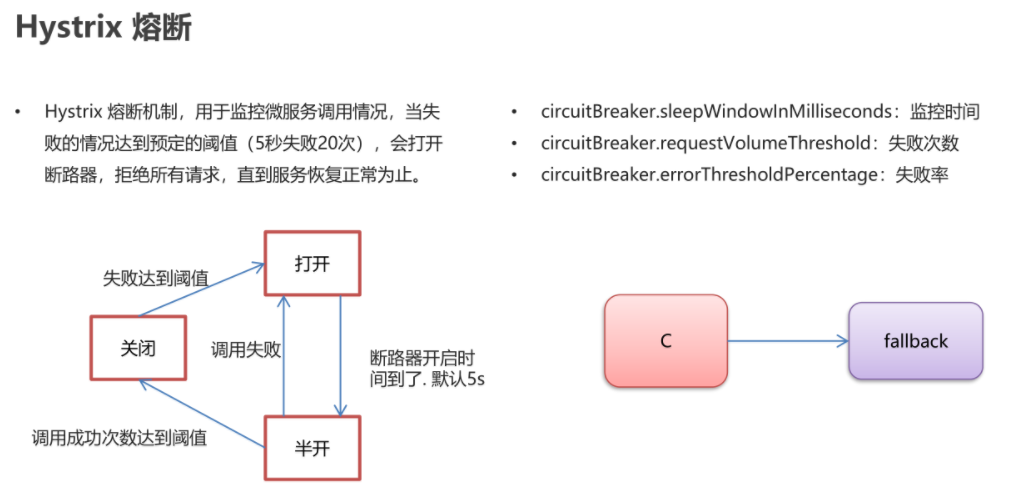 Hystrix 熔断
• Hystrix 熔断机制，用于监控微服务调用情况，当失
败的情况达到预定的阈值（5秒失败20次），会打开
断路器，拒绝所有请求，直到服务恢复正常为止。
• circuitBreaker.sleepWindowInMilliseconds：监控时间
• circuitBreaker.requestVolumeThreshold：失败次数
• circuitBreaker.errorThresholdPercentage：失败率
打开
失败达到阈值
关闭
调用失败
断路器开启时
间到了. 默认5s
调用成功次数达到阈值
半开
C
fallback